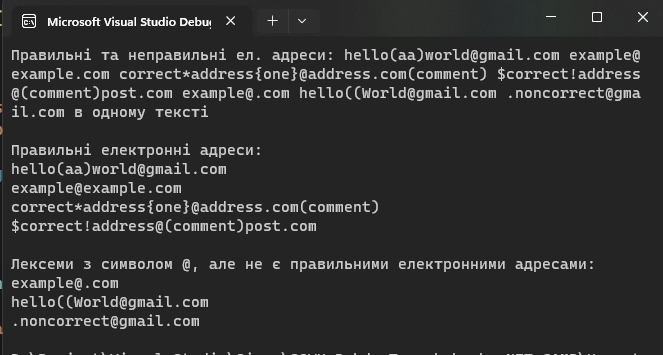 Microsoft Visual Studio Debug
Правильні та неправильні ел. адреси: hello(aa)world@gmail.com example@
example.com correct*address{one}@address.com(comment) $correct!address
@(comment)post.com example@.com hello((World@gmail.com .noncorrect@gma
il.com в одному тексті
Правильні електронні адреси:
hello(aa)world@gmail.com
example@example.com
correct*address{one}@address.com(comment)
$correct!address@(comment)post.com
Лексеми з символом @, але не є правильними електронними адресами:
example@.com
hello((World@gmail.com
.noncorrect@gmail.com